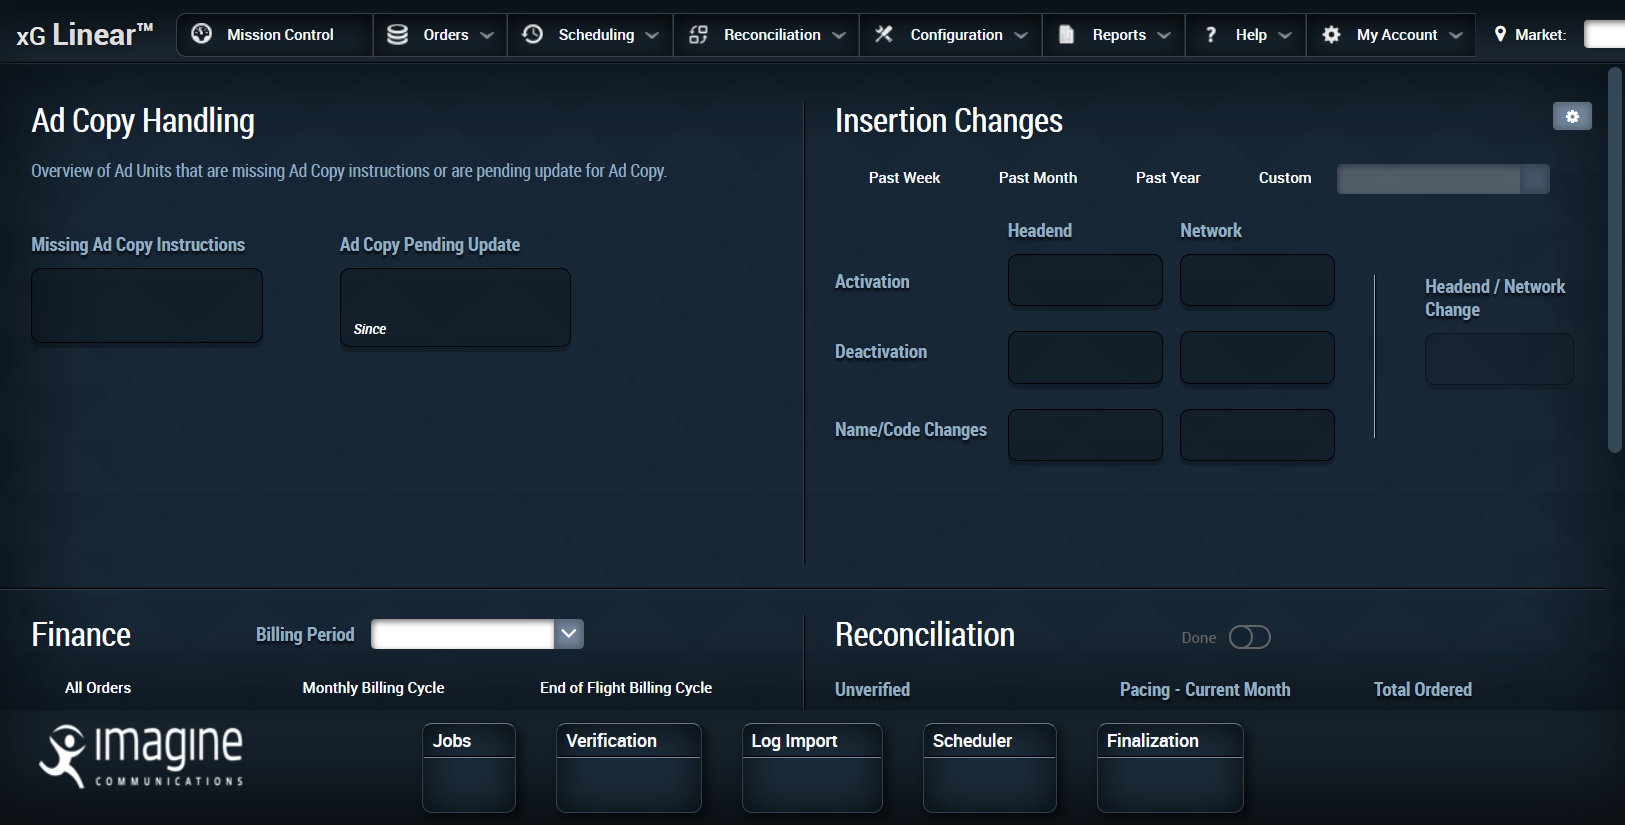 xG Linear™
Mission Control
Orders
Scheduling
Reconciliation
Configuration
Reports
? Help
My Account
Market:
Ad Copy Handling
Overview of Ad Units that are missing Ad Copy instructions or are pending update for Ad Copy.
Missing Ad Copy Instructions
Ad Copy Pending Update
Since
Insertion Changes
Past Week
Past Month
Past Year
Custom
Headend
Network
Activation
Deactivation
Name/Code Changes
Headend / Network
Change
Finance
Billing Period
All Orders
Monthly Billing Cycle
End of Flight Billing Cycle
Reconciliation
Done
Unverified
Pacing - Current Month
Total Ordered
imagine
COMMUNICATIONS
Jobs
Verification
Log Import
Scheduler
Finalization